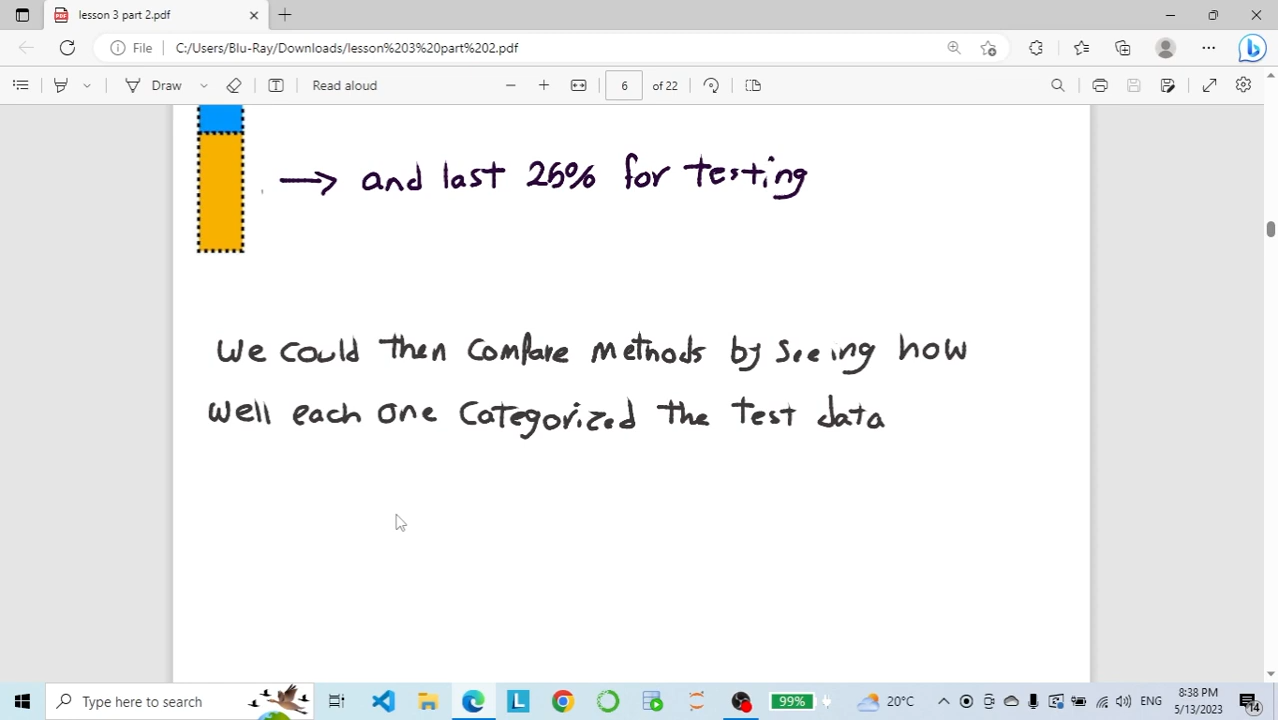 lesson 3 part 2.pdf
File C:/Users/Blu-Ray/Downloads/lesson%203%20part%202.pdf
Draw Read aloud 6 of 22
and last 25% for testing
We could then compare methods by seeing how
well each one categorized the test data
Type here to search L 99% 20°C ENG 8:38 PM
5/13/2023 14